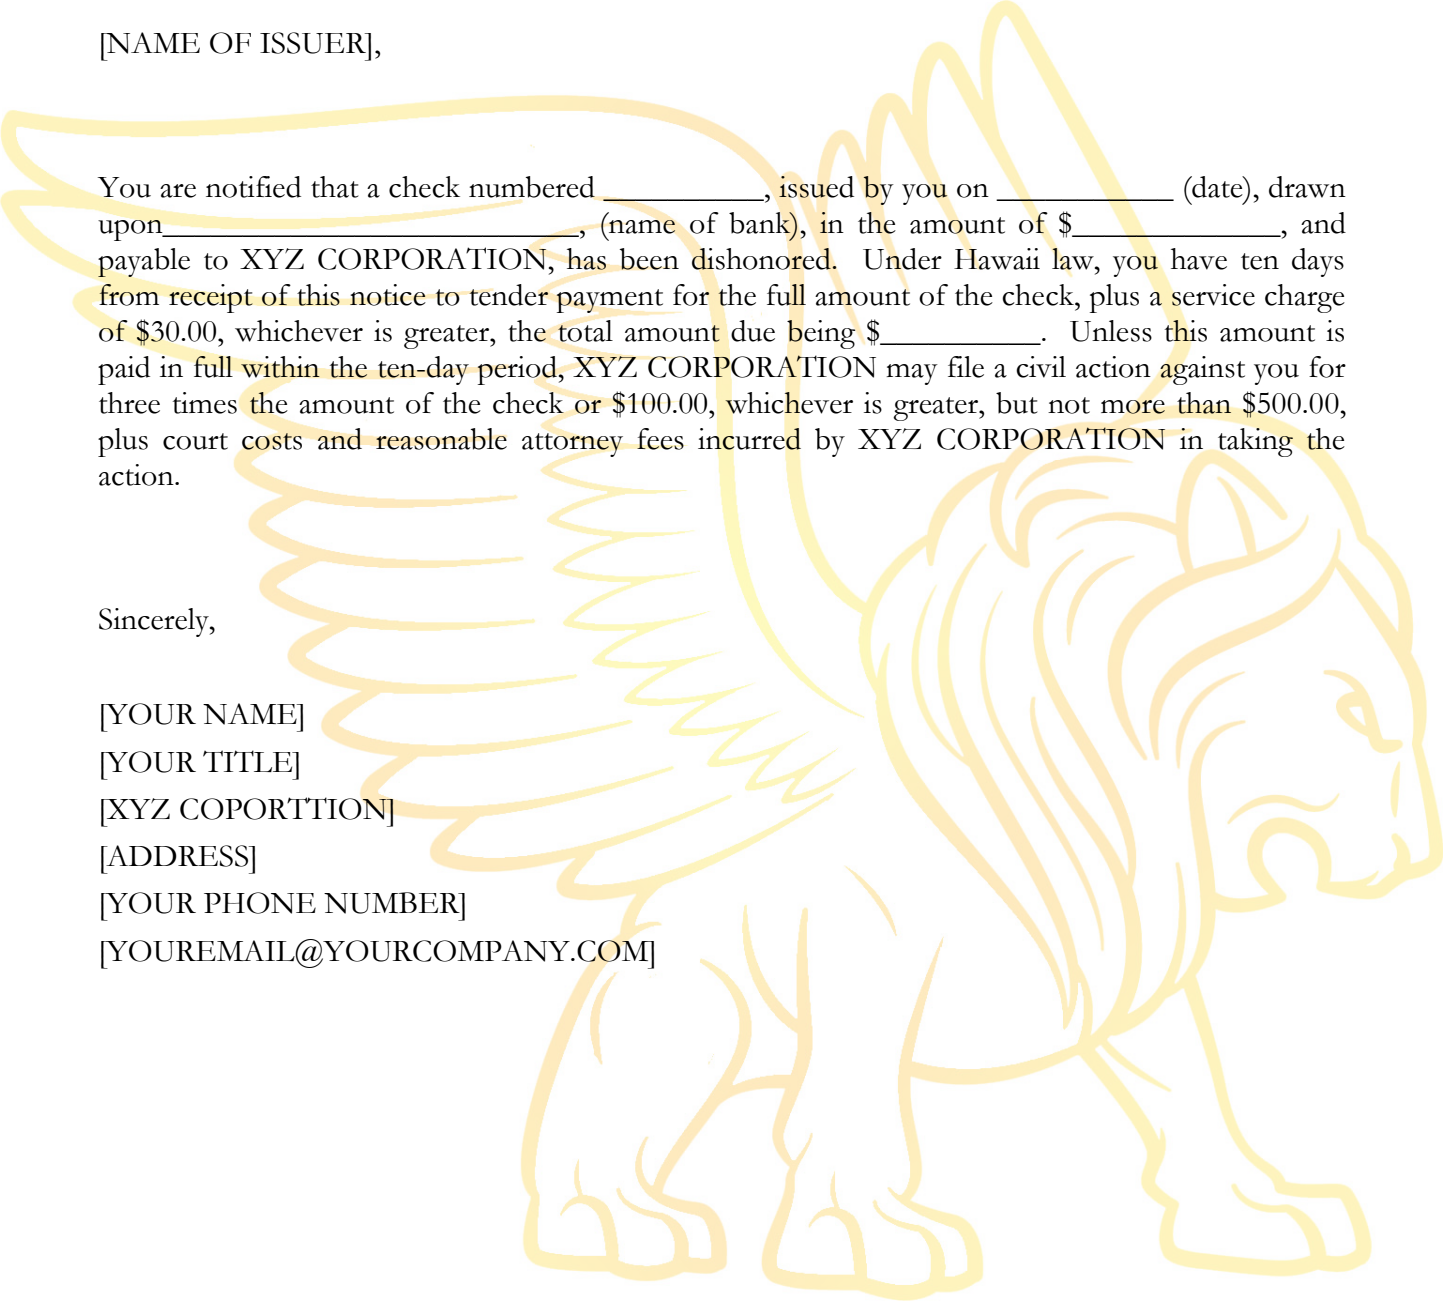 [NAME OF ISSUER],
You are notified that a check numbered __________, issued by you on ___________ (date), drawn
upon__________________________, (name of bank), in the amount of $_____________, and
payable to XYZ CORPORATION, has been dishonored.  Under Hawaii law, you have ten days
from receipt of this notice to tender payment for the full amount of the check, plus a service charge
of $30.00, whichever is greater, the total amount due being $__________.  Unless this amount is
paid in full within the ten-day period, XYZ CORPORATION may file a civil action against you for
three times the amount of the check or $100.00, whichever is greater, but not more than $500.00,
plus court costs and reasonable attorney fees incurred by XYZ CORPORATION in taking the
action.
Sincerely,
[YOUR NAME]
[YOUR TITLE]
[XYZ COPORTTION]
[ADDRESS]
[YOUR PHONE NUMBER]
[YOUREMAIL@YOURCOMPANY.COM]